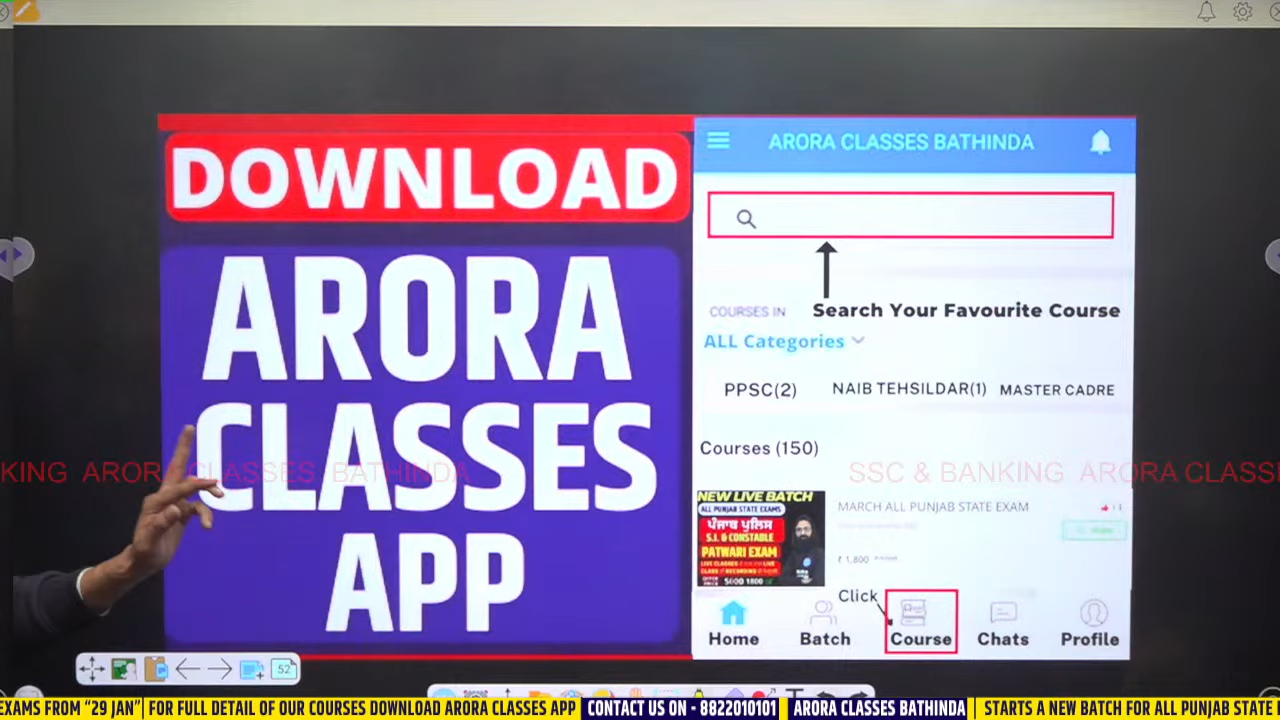 DOWNLOAD
ARORA
CLASSES
APP
ARORA CLASSES BATHINDA
Search Your Favourite Course
COURSES IN
ALL Categories
PPSC(2)
NAIB TEHSILDAR(1)
MASTER CADRE
Courses (150)
NEW LIVE BATCH
ALL PUNJAB STATE EXAMS
ਪੰਜਾਬ ਪੁਲਿਸ
S.I. & CONSTABLE
PATWARI EXAM
MARCH ALL PUNJAB STATE EXAM
₹ 1,800
Click
Home
Batch
Course
Chats
Profile
KING ARORA CLASSES BATHINDA
SSC & BANKING ARORA CLASSE
52
EXAMS FROM “29 JAN” | FOR FULL DETAIL OF OUR COURSES DOWNLOAD ARORA CLASSES APP | CONTACT US ON - 8822010101 | ARORA CLASSES BATHINDA | STARTS A NEW BATCH FOR ALL PUNJAB STATE